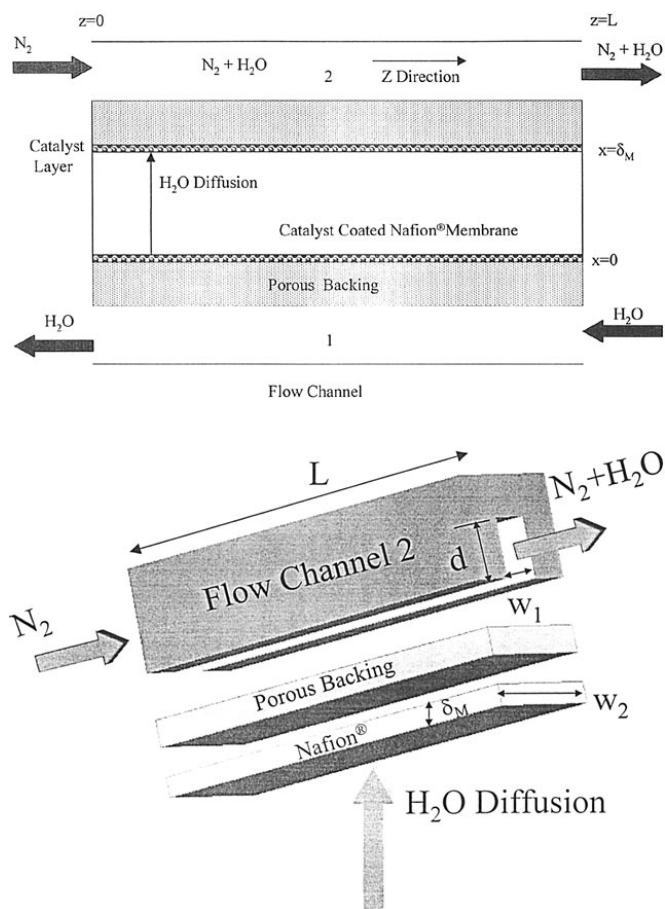 z=0
z=L
N₂
N₂ + H₂O
N₂ + H₂O
2
Z Direction
Catalyst
Layer
x=δM
H₂O Diffusion
Catalyst Coated Nafion®Membrane
x=0
Porous Backing
H₂O
H₂O
1
Flow Channel
L
N₂+H₂O
Flow Channel 2
d
N₂
W₁
Porous Backing
W₂
δM
Nafion®
H₂O Diffusion